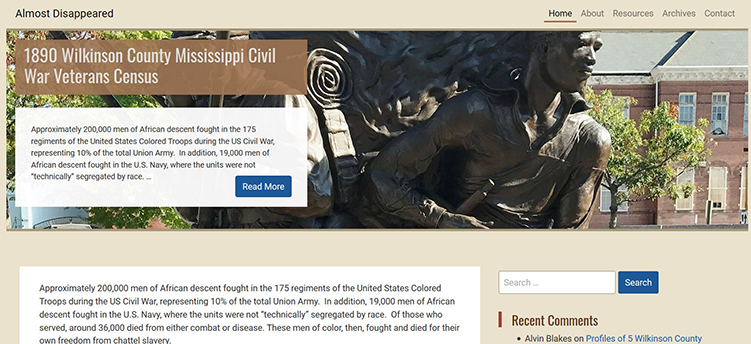 Almost Disappeared
Home About Resources Archives Contact
1890 Wilkinson County Mississippi Civil
War Veterans Census
Approximately 200,000 men of African descent fought in the 175
regiments of the United States Colored Troops during the US Civil War,
representing 10% of the total Union Army.  In addition, 19,000 men of
African descent fought in the U.S. Navy, where the units were not
“technically” segregated by race. …
Read More
Approximately 200,000 men of African descent fought in the 175 regiments of the United States Colored
Troops during the US Civil War, representing 10% of the total Union Army.  In addition, 19,000 men of African
descent fought in the U.S. Navy, where the units were not “technically” segregated by race.  Of those who
served, around 36,000 died from either combat or disease. These men of color, then, fought and died for their
own freedom from chattel slavery.
Search …
Search
Recent Comments
Alvin Blakes on Profiles of 5 Wilkinson County